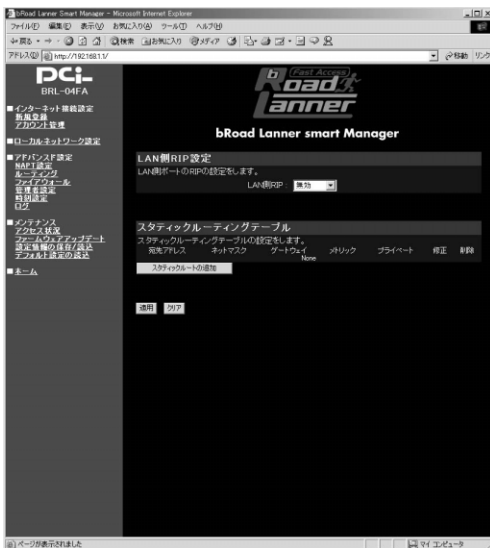 bRoad Lanner Smart Manager - Microsoft Internet Explorer
ファイル(F) 編集(E) 表示(V) お気に入り(A) ツール(T) ヘルプ(H)
戻る 検索 お気に入り メディア
アドレス(D) http://192.168.1.1/ 移動 リンク
PCi
BRL-04FA
■インターネット接続設定
新規登録
アカウント管理
■ローカルネットワーク設定
■アドバンスド設定
NAPT設定
ルーティング
ファイアウォール
管理者設定
時刻設定
ログ
■メンテナンス
アクセス状況
ファームウェアアップデート
設定情報の保存/読込
デフォルト設定の読込
■ホーム
b (Fast Access)
Road
Lanner
bRoad Lanner smart Manager
LAN側RIP設定
LAN側ポートのRIPの設定をします。
LAN側RIP : 無効
スタティックルーティングテーブル
スタティックルーティングテーブルの設定をします。
宛先アドレス ネットマスク ゲートウェイ メトリック プライベート 修正 削除
None
スタティックルートの追加
適用 クリア
ページが表示されました マイ コンピュータ